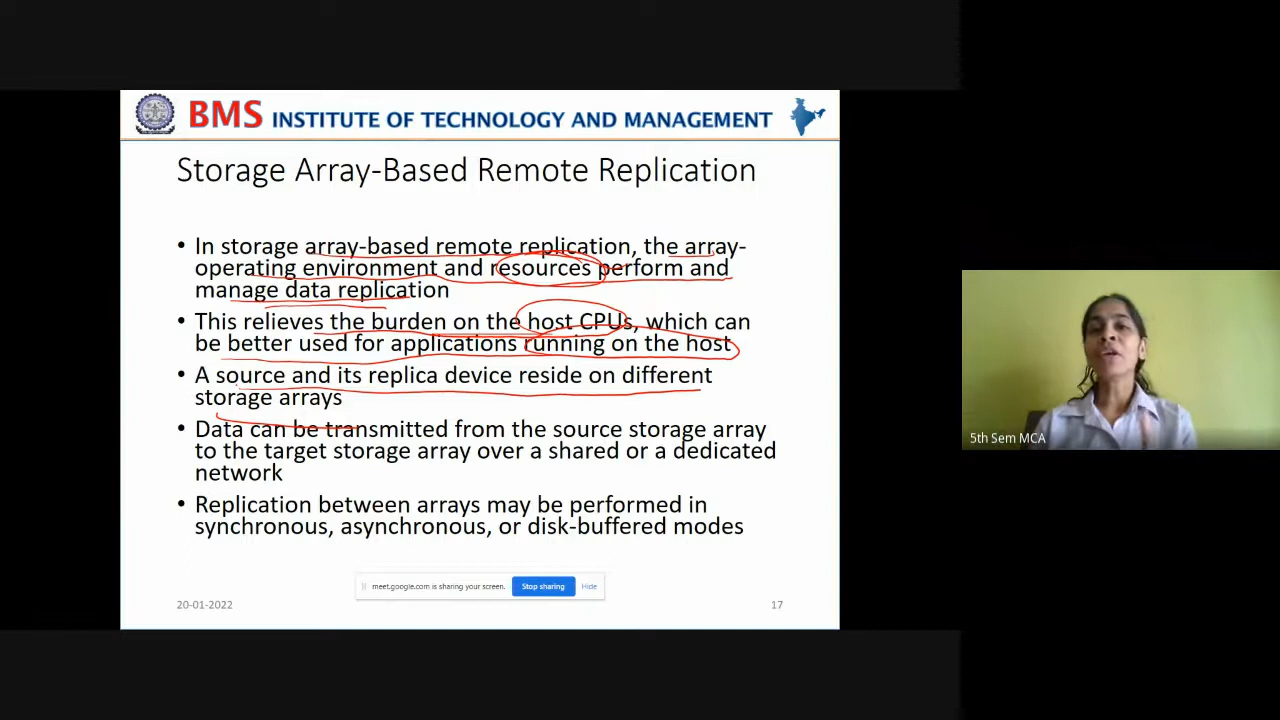 BMS INSTITUTE OF TECHNOLOGY AND MANAGEMENT
Storage Array-Based Remote Replication
• In storage array-based remote replication, the array-
operating environment and resources perform and
manage data replication
• This relieves the burden on the host CPUs, which can
be better used for applications running on the host
• A source and its replica device reside on different
storage arrays
• Data can be transmitted from the source storage array
to the target storage array over a shared or a dedicated
network
• Replication between arrays may be performed in
synchronous, asynchronous, or disk-buffered modes
meet.google.com is sharing your screen. Stop sharing Hide
20-01-2022 17
5th Sem MCA